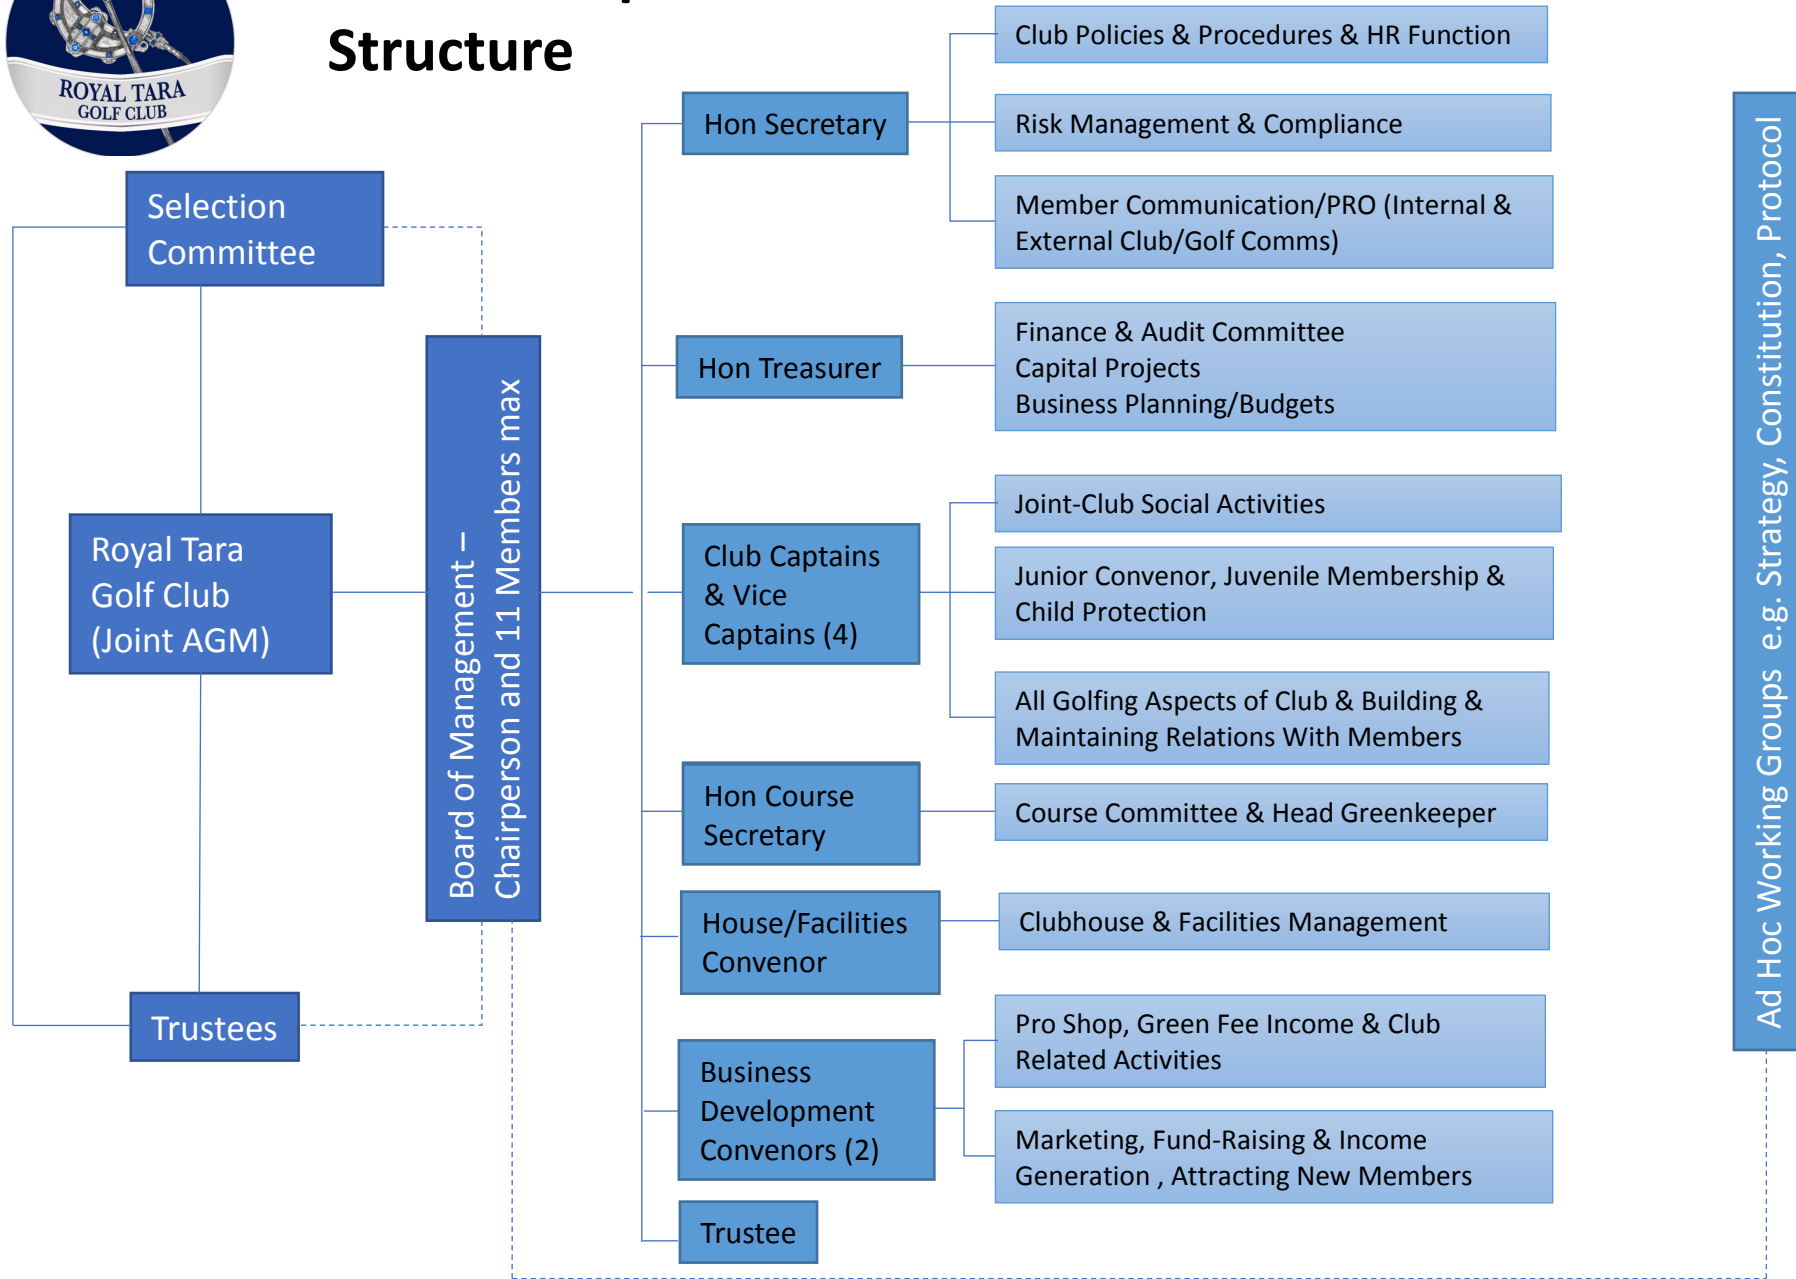 Structure
ROYAL TARA
GOLF CLUB
Selection
Committee
Royal Tara
Golf Club
(Joint AGM)
Trustees
Board of Management –
Chairperson and 11 Members max
Hon Secretary
Club Policies & Procedures & HR Function
Risk Management & Compliance
Member Communication/PRO (Internal &
External Club/Golf Comms)
Hon Treasurer
Finance & Audit Committee
Capital Projects
Business Planning/Budgets
Club Captains
& Vice
Captains (4)
Joint-Club Social Activities
Junior Convenor, Juvenile Membership &
Child Protection
All Golfing Aspects of Club & Building &
Maintaining Relations With Members
Hon Course
Secretary
Course Committee & Head Greenkeeper
House/Facilities
Convenor
Clubhouse & Facilities Management
Business
Development
Convenors (2)
Pro Shop, Green Fee Income & Club
Related Activities
Marketing, Fund-Raising & Income
Generation , Attracting New Members
Trustee
Ad Hoc Working Groups  e.g. Strategy, Constitution, Protocol